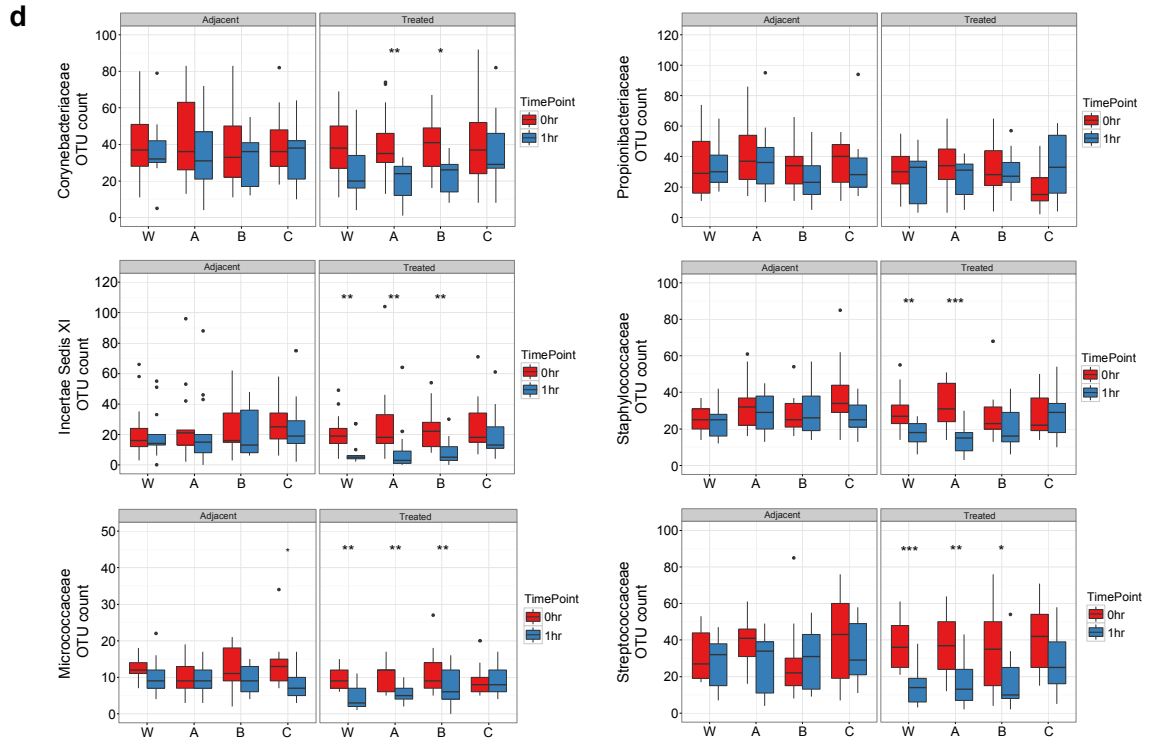 d
Adjacent Treated
Corynebacteriaceae
OTU count
100
80
60
40
20
0
** *
W A B C W A B C
TimePoint
0hr
1hr
Adjacent Treated
Propionibacteriaceae
OTU count
120
100
80
60
40
20
0
W A B C W A B C
TimePoint
0hr
1hr
Adjacent Treated
Incertae Sedis XI
OTU count
120
100
80
60
40
20
0
** ** **
W A B C W A B C
TimePoint
0hr
1hr
Adjacent Treated
Staphylococcaceae
OTU count
100
80
60
40
20
0
** ***
W A B C W A B C
TimePoint
0hr
1hr
Adjacent Treated
Micrococcaceae
OTU count
50
40
30
20
10
0
* ** ** **
W A B C W A B C
TimePoint
0hr
1hr
Adjacent Treated
Streptococcaceae
OTU count
100
80
60
40
20
0
*** ** *
W A B C W A B C
TimePoint
0hr
1hr